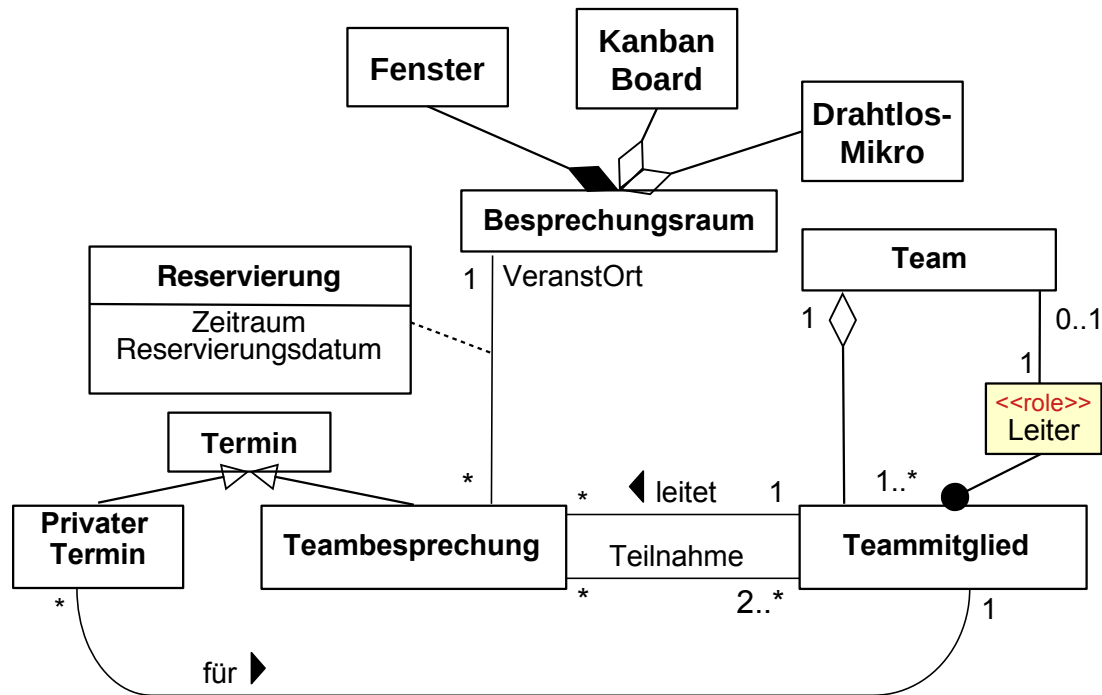 Fenster
Kanban
Board
Drahtlos-
Mikro
Besprechungsraum
Team
Reservierung
Zeitraum
Reservierungsdatum
1
VeranstOrt
1
0..1
1
<<role>>
Leiter
Termin
*
*
leitet
1
1..*
Privater
Termin
Teambesprechung
Teilnahme
Teammitglied
*
*
2..*
1
für